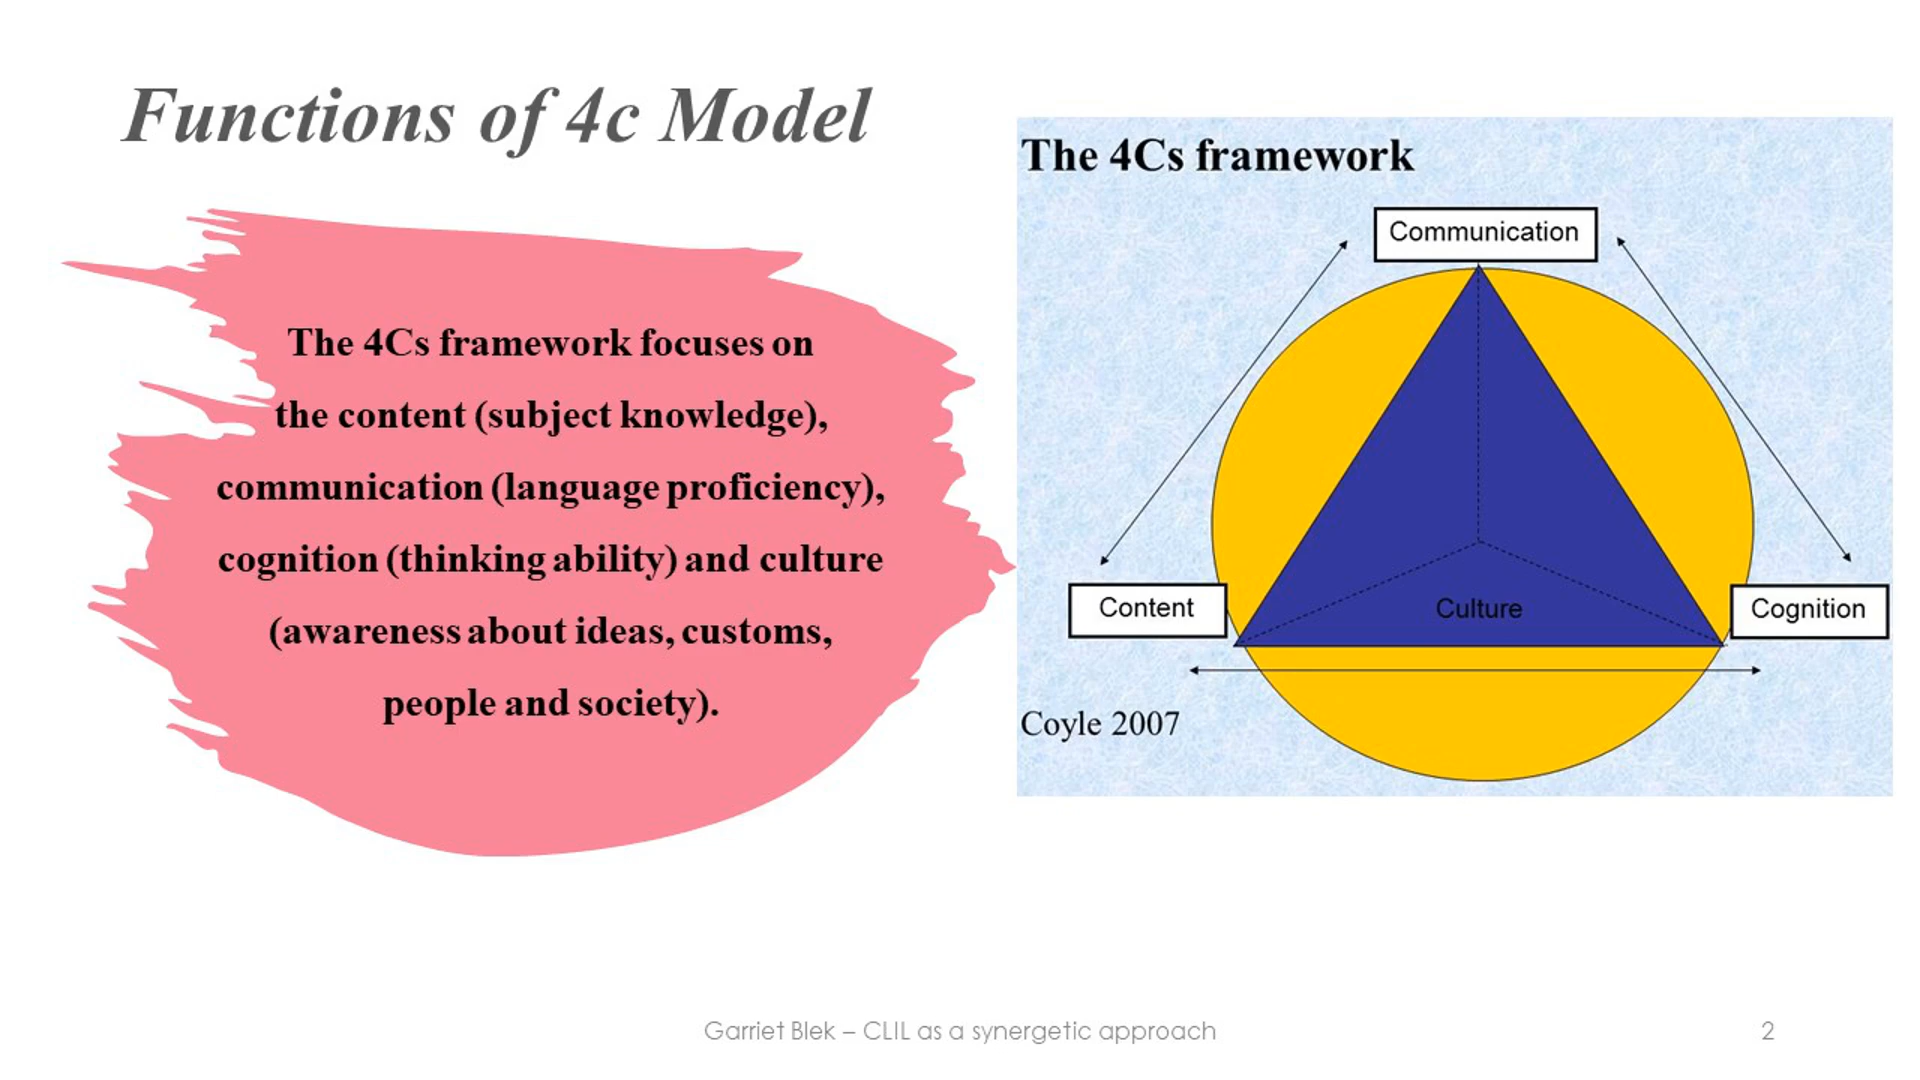 Functions of 4c Model
The 4Cs framework focuses on
the content (subject knowledge),
communication (language proficiency),
cognition (thinking ability) and culture
(awareness about ideas, customs,
people and society).
The 4Cs framework
Communication
Content
Culture
Cognition
Coyle 2007
Garriet Blek – CLIL as a synergetic approach
2